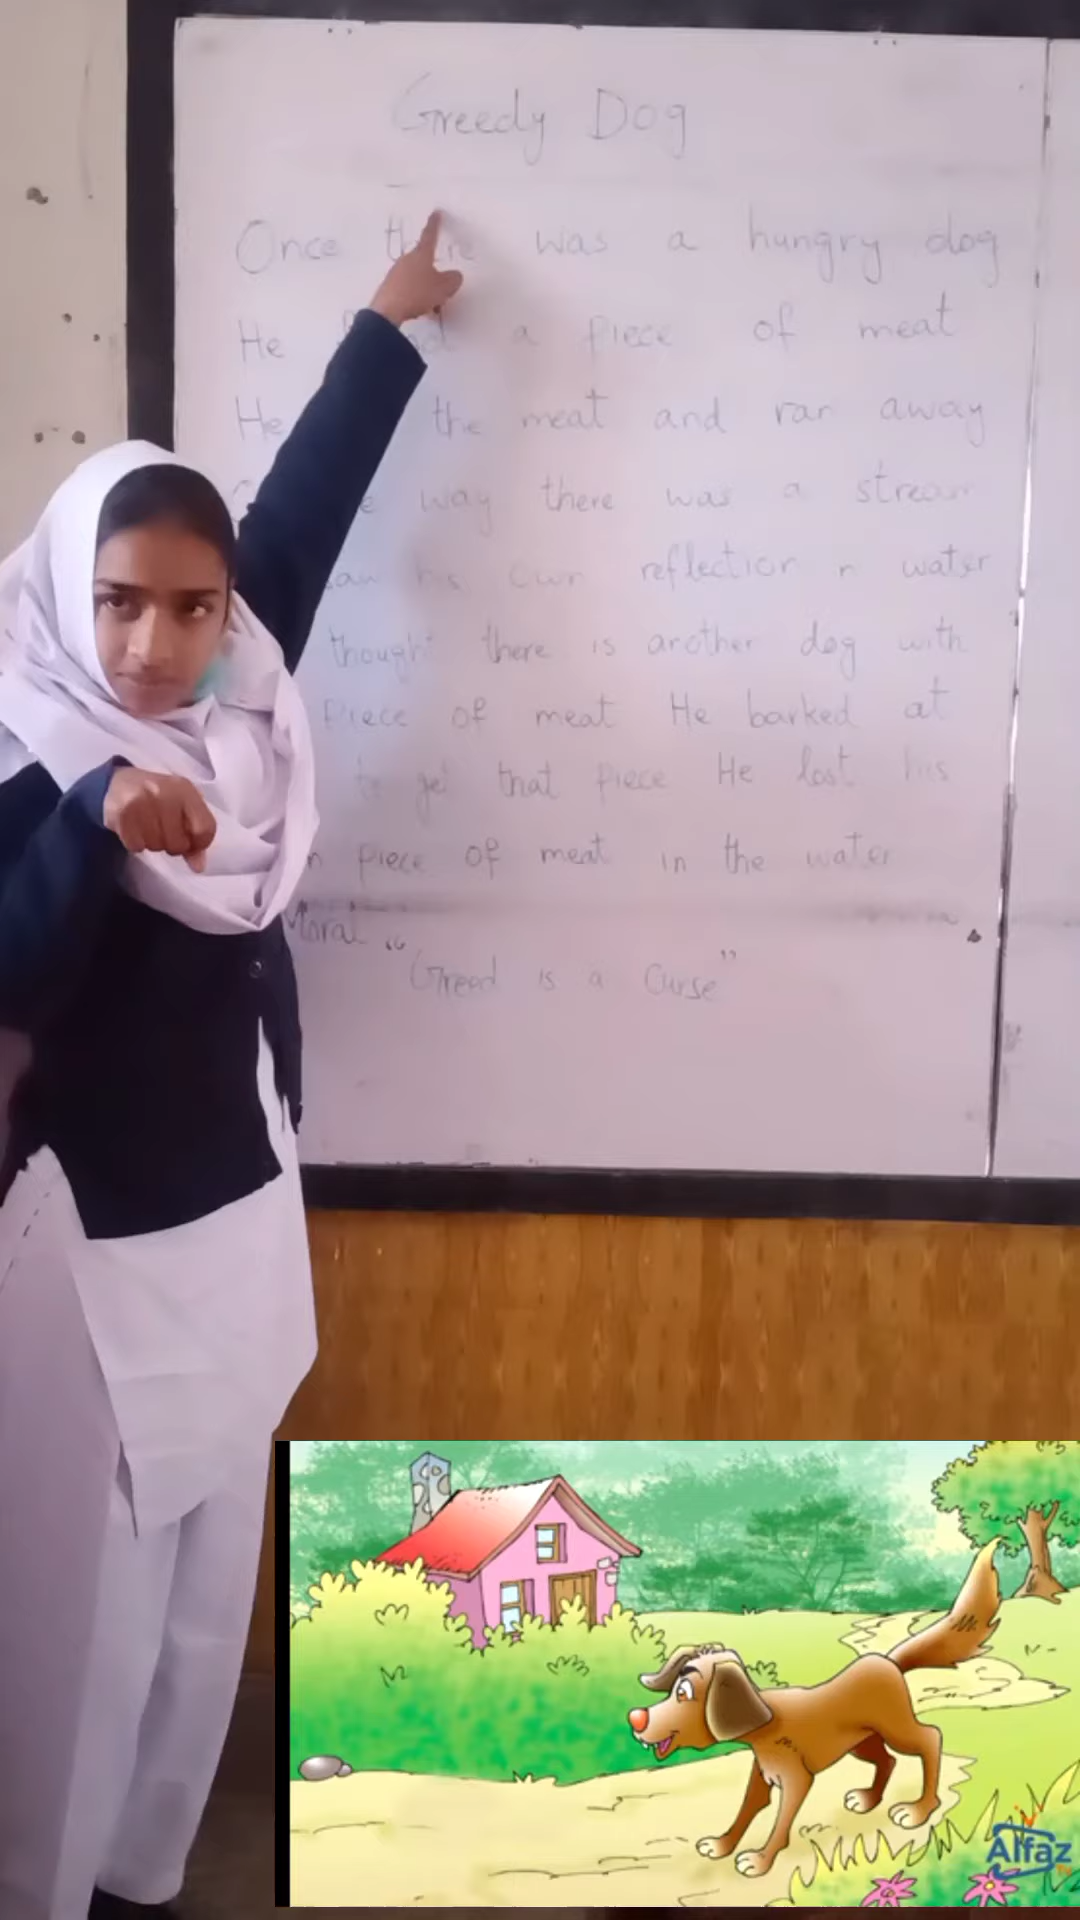 Greedy Dog
Once there was a hungry dog
He a piece of meat
He the meat and ran away
way there was a stream
his own reflection n water
thought there is another dog with
Piece of meat He barked at
to get that piece He lost his
n piece of meat in the water
Moral
"Greed is a Curse"
Alfaz